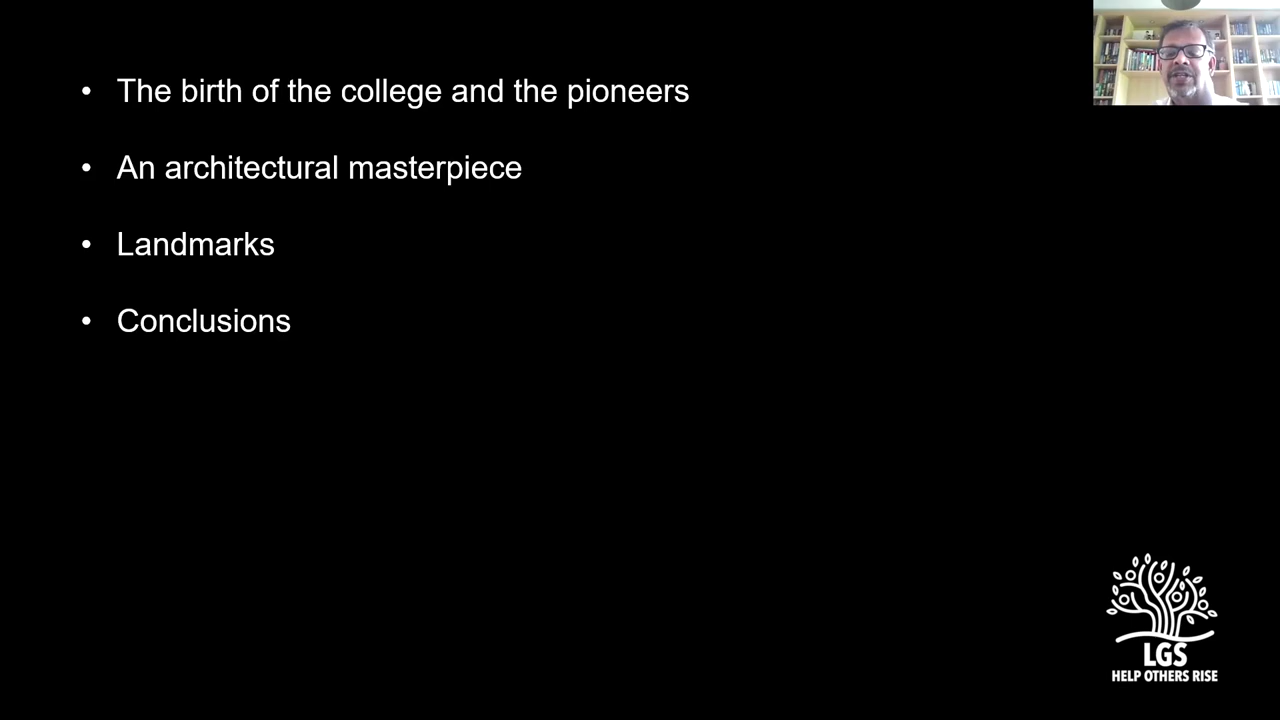 • The birth of the college and the pioneers
• An architectural masterpiece
• Landmarks
• Conclusions
LGS
HELP OTHERS RISE